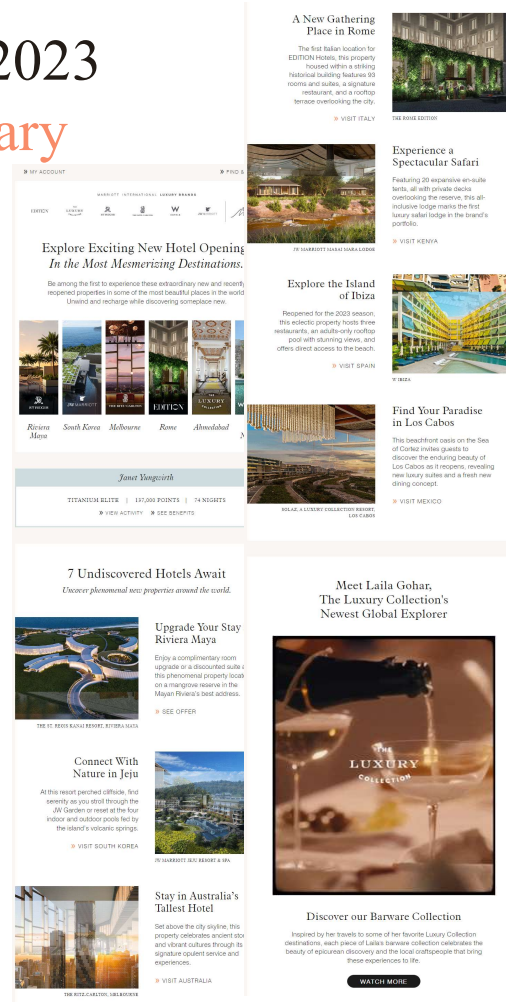 2023
ary
» MY ACCOUNT
» FIND &
MARRIOTT INTERNATIONAL LUXURY BRANDS
EDITION
Explore Exciting New Hotel Opening
In the Most Mesmerizing Destinations.
Be among the first to experience these extraordinary new and recently
reopened properties in some of the most beautiful places in the world
Unwind and recharge while discovering someplace new.
ST REGIS
JW MARRIOTT
THE RITZ-CARLTON
EDITION
THE
LUXURY
COLLECTION
Riviera
Maya
South Korea
Melbourne
Rome
Ahmedabad
Janet Yungwirth
TITANIUM ELITE | 137,000 POINTS | 74 NIGHTS
» VIEW ACTIVITY » SEE BENEFITS
7 Undiscovered Hotels Await
Uncover phenomenal new properties around the world.
Upgrade Your Stay
Riviera Maya
Enjoy a complimentary room
upgrade or a discounted suite a
this phenomenal property locat
on a mangrove reserve in the
Mayan Riviera's best address.
» SEE OFFER
THE ST. REGIS KANAI RESORT, RIVIERA MAYA
Connect With
Nature in Jeju
At this resort perched cliffside, find
serenity as you stroll through the
JW Garden or reset at the four
indoor and outdoor pools fed by
the island's volcanic springs.
» VISIT SOUTH KOREA
JW MARRIOTT JEJU RESORT & SPA
Stay in Australia's
Tallest Hotel
Set above the city skyline, this
property celebrates ancient stor
and vibrant cultures through its
signature opulent service and
experiences.
» VISIT AUSTRALIA
THE RITZ-CARLTON, MELBOURNE
A New Gathering
Place in Rome
The first Italian location for
EDITION Hotels, this property
housed within a striking
historical building features 93
rooms and suites, a signature
restaurant, and a rooftop
terrace overlooking the city.
» VISIT ITALY
THE ROME EDITION
Experience a
Spectacular Safari
Featuring 20 expansive en-suite
tents, all with private decks
overlooking the reserve, this all-
inclusive lodge marks the first
luxury safari lodge in the brand's
portfolio.
» VISIT KENYA
JW MARRIOTT MASAI MARA LODGE
Explore the Island
of Ibiza
Reopened for the 2023 season,
this eclectic property hosts three
restaurants, an adults-only rooftop
pool with stunning views, and
offers direct access to the beach.
» VISIT SPAIN
W IBIZA
Find Your Paradise
in Los Cabos
This beachfront oasis on the Sea
of Cortez invites guests to
discover the enduring beauty of
Los Cabos as it reopens, revealing
new luxury suites and a fresh new
dining concept.
» VISIT MEXICO
SOLAZ, A LUXURY COLLECTION RESORT,
LOS CABOS
Meet Laila Gohar,
The Luxury Collection's
Newest Global Explorer
THE
LUXURY
COLLECTION
Discover our Barware Collection
Inspired by her travels to some of her favorite Luxury Collection
destinations, each piece of Laila's barware collection celebrates the
beauty of epicurean discovery and the local craftspeople that bring
these experiences to life.
WATCH MORE